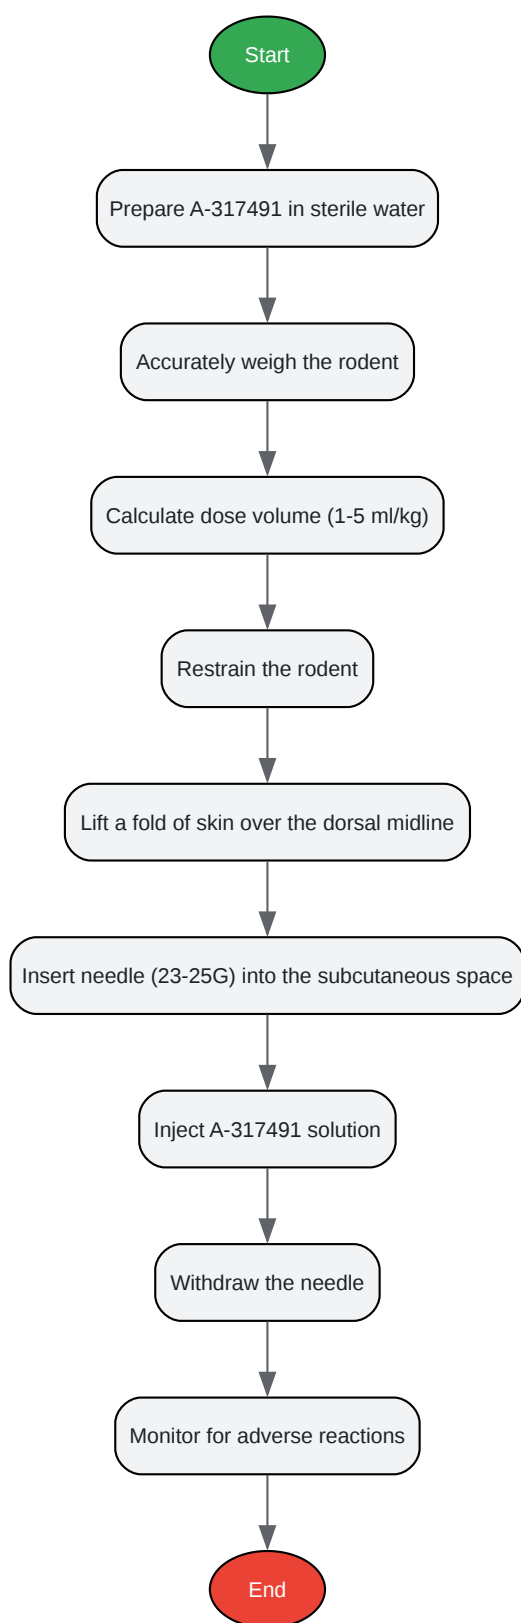 Start
Prepare A-317491 in sterile water
Accurately weigh the rodent
Calculate dose volume (1-5 ml/kg)
Restrain the rodent
Lift a fold of skin over the dorsal midline
Insert needle (23-25G) into the subcutaneous space
Inject A-317491 solution
Withdraw the needle
Monitor for adverse reactions
End